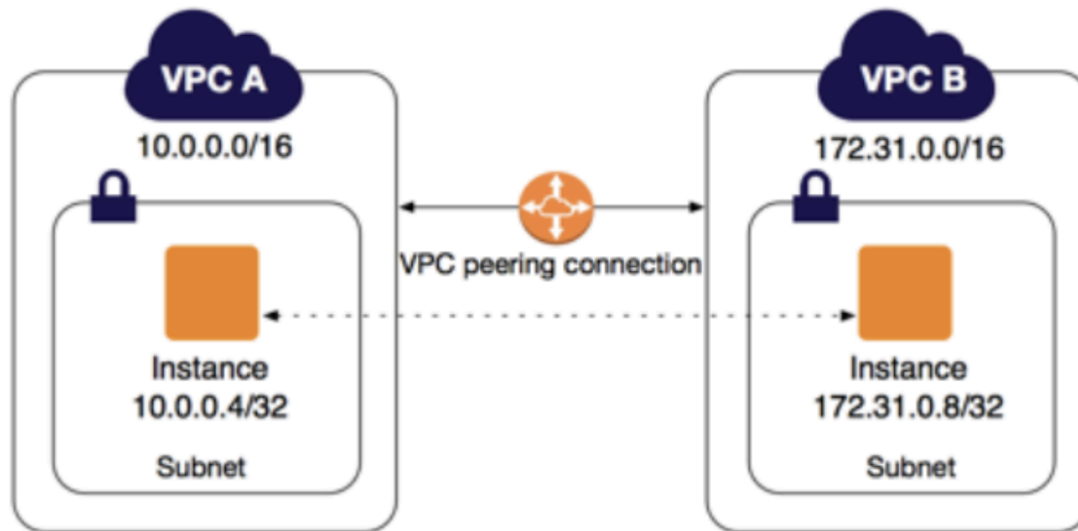 VPC A
10.0.0.0/16
Instance
10.0.0.4/32
Subnet
VPC peering connection
VPC B
172.31.0.0/16
Instance
172.31.0.8/32
Subnet